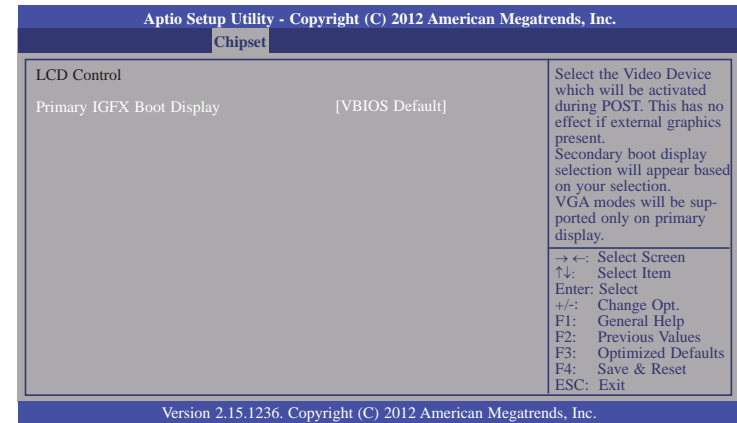 Aptio Setup Utility - Copyright (C) 2012 American Megatrends, Inc.
Chipset
LCD Control
Primary IGFX Boot Display [VBIOS Default]
Select the Video Device
which will be activated
during POST. This has no
effect if external graphics
present.
Secondary boot display
selection will appear based
on your selection.
VGA modes will be sup-
ported only on primary
display.
→ ←: Select Screen
↑↓: Select Item
Enter: Select
+/-: Change Opt.
F1: General Help
F2: Previous Values
F3: Optimized Defaults
F4: Save & Reset
ESC: Exit
Version 2.15.1236. Copyright (C) 2012 American Megatrends, Inc.